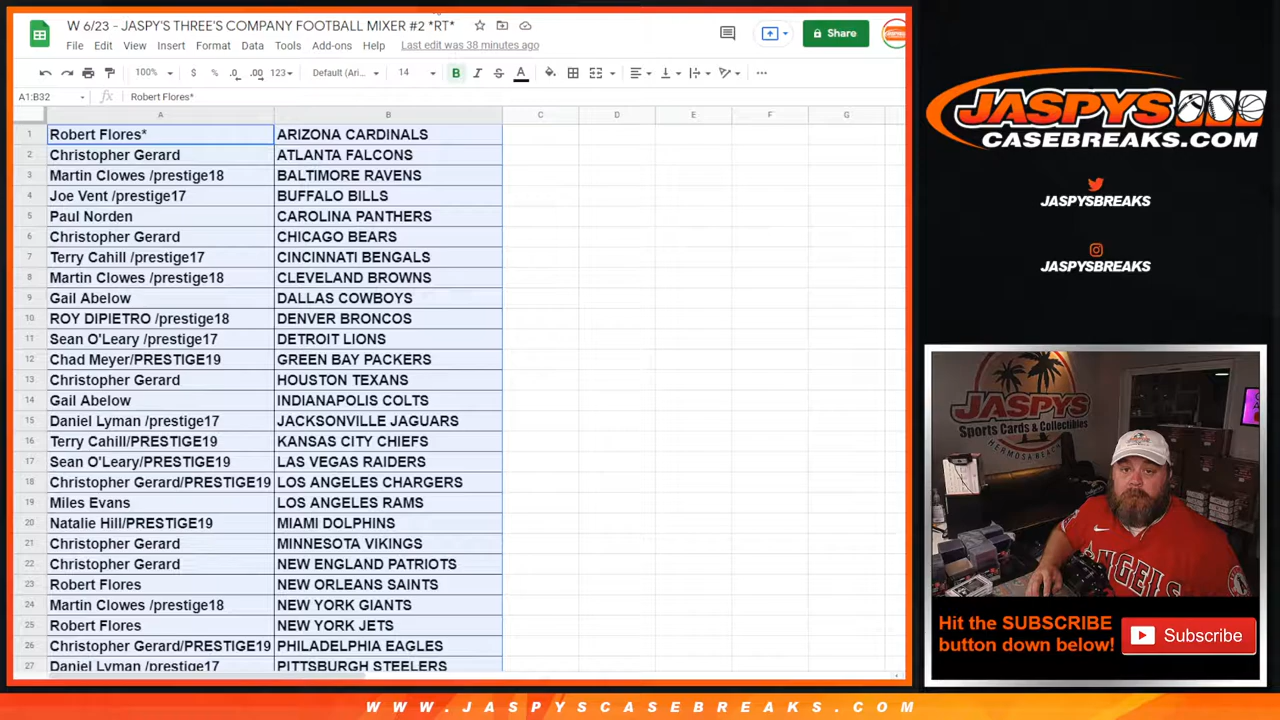 W 6/23 - JASPY'S THREE'S COMPANY FOOTBALL MIXER #2 *RT*
File Edit View Insert Format Data Tools Add-ons Help Last edit was 38 minutes ago
Share
100% $ % .0 .00 123 Default (Ari... 14 B I S A
A1:B32 fx Robert Flores*
A B C D E F G
1 Robert Flores* ARIZONA CARDINALS
2 Christopher Gerard ATLANTA FALCONS
3 Martin Clowes /prestige18 BALTIMORE RAVENS
4 Joe Vent /prestige17 BUFFALO BILLS
5 Paul Norden CAROLINA PANTHERS
6 Christopher Gerard CHICAGO BEARS
7 Terry Cahill /prestige17 CINCINNATI BENGALS
8 Martin Clowes /prestige18 CLEVELAND BROWNS
9 Gail Abelow DALLAS COWBOYS
10 ROY DIPIETRO /prestige18 DENVER BRONCOS
11 Sean O'Leary /prestige17 DETROIT LIONS
12 Chad Meyer/PRESTIGE19 GREEN BAY PACKERS
13 Christopher Gerard HOUSTON TEXANS
14 Gail Abelow INDIANAPOLIS COLTS
15 Daniel Lyman /prestige17 JACKSONVILLE JAGUARS
16 Terry Cahill/PRESTIGE19 KANSAS CITY CHIEFS
17 Sean O'Leary/PRESTIGE19 LAS VEGAS RAIDERS
18 Christopher Gerard/PRESTIGE19 LOS ANGELES CHARGERS
19 Miles Evans LOS ANGELES RAMS
20 Natalie Hill/PRESTIGE19 MIAMI DOLPHINS
21 Christopher Gerard MINNESOTA VIKINGS
22 Christopher Gerard NEW ENGLAND PATRIOTS
23 Robert Flores NEW ORLEANS SAINTS
24 Martin Clowes /prestige18 NEW YORK GIANTS
25 Robert Flores NEW YORK JETS
26 Christopher Gerard/PRESTIGE19 PHILADELPHIA EAGLES
27 Daniel Lyman /prestige17 PITTSBURGH STEELERS
JASPYS
CASEBREAKS.COM
JASPYSBREAKS
JASPYSBREAKS
JASPYS
Sports Cards & Collectibles
HERMOSA BEACH
ANGELS
Hit the SUBSCRIBE
button down below!
Subscribe
WWW.JASPYSCASEBREAKS.COM